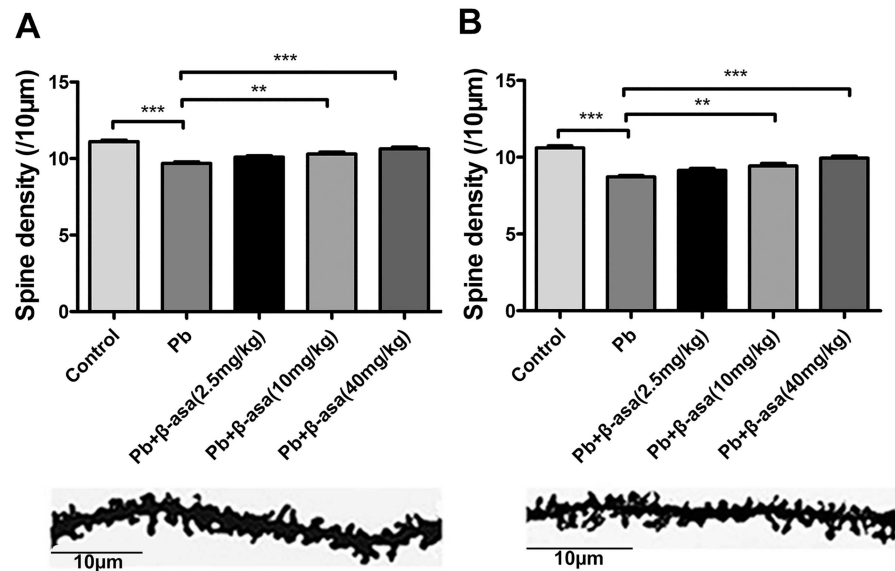 A
Spine density (/10µm)
15
10
5
0
***
**
***
Control
Pb
Pb+β-asa(2.5mg/kg)
Pb+β-asa(10mg/kg)
Pb+β-asa(40mg/kg)
10µm
B
Spine density (/10µm)
15
10
5
0
***
**
***
Control
Pb
Pb+β-asa(2.5mg/kg)
Pb+β-asa(10mg/kg)
Pb+β-asa(40mg/kg)
10µm